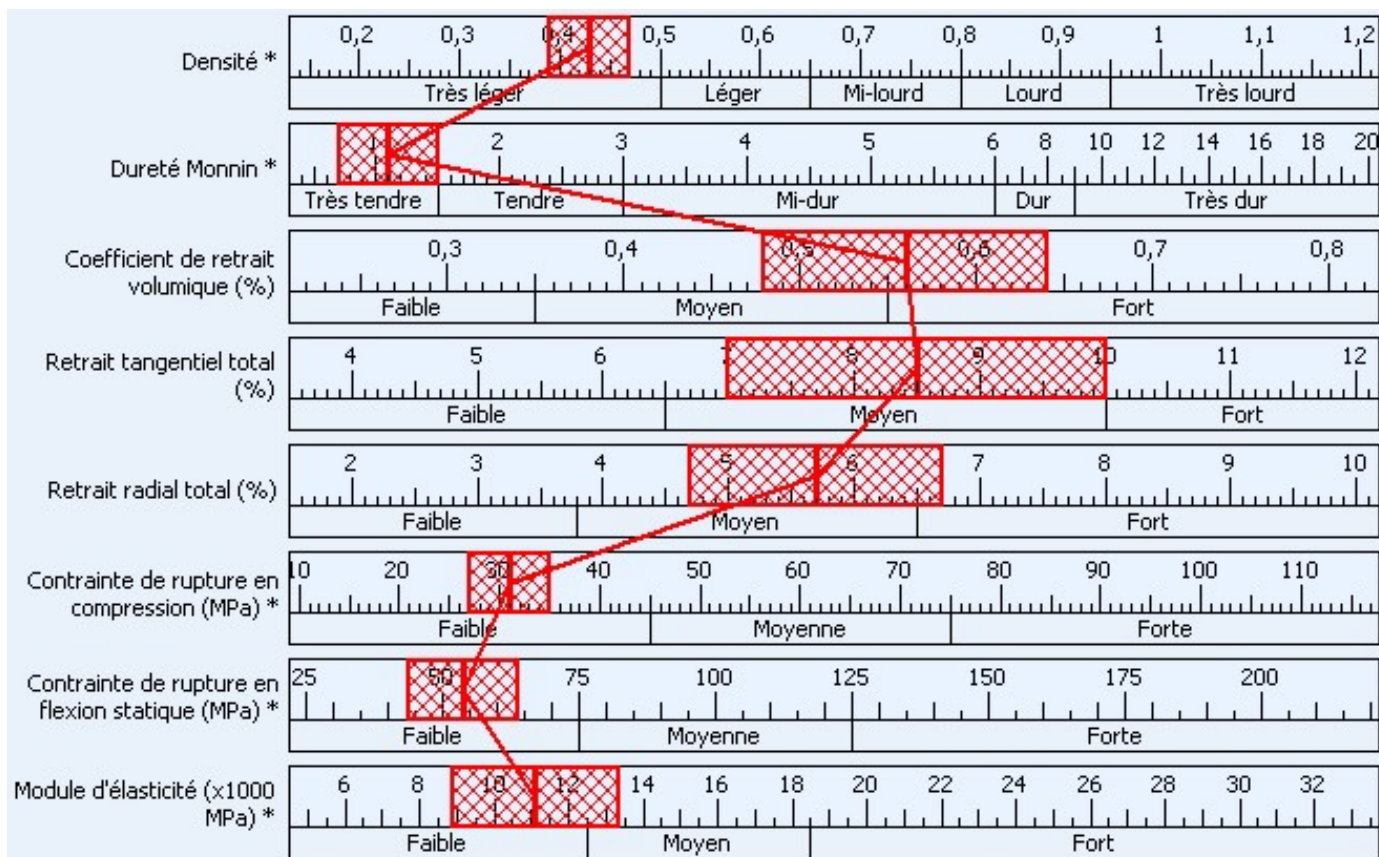 0,2 0,3 0,4 0,5 0,6 0,7 0,8 0,9 1 1,1 1,2
Densité *
Très léger Léger Mi-lourd Lourd Très lourd
1 2 3 4 5 6 8 10 12 14 16 18 20
Dureté Monnin *
Très tendre Tendre Mi-dur Dur Très dur
0,3 0,4 0,5 0,6 0,7 0,8
Coefficient de retrait
volumique (%)
Faible Moyen Fort
4 5 6 7 8 9 10 11 12
Retrait tangentiel total
(%)
Faible Moyen Fort
2 3 4 5 6 7 8 9 10
Retrait radial total (%)
Faible Moyen Fort
10 20 30 40 50 60 70 80 90 100 110
Contrainte de rupture en
compression (MPa) *
Faible Moyenne Forte
25 50 75 100 125 150 175 200
Contrainte de rupture en
flexion statique (MPa) *
Faible Moyenne Forte
6 8 10 12 14 16 18 20 22 24 26 28 30 32
Module d'élasticité (x1000
MPa) *
Faible Moyen Fort